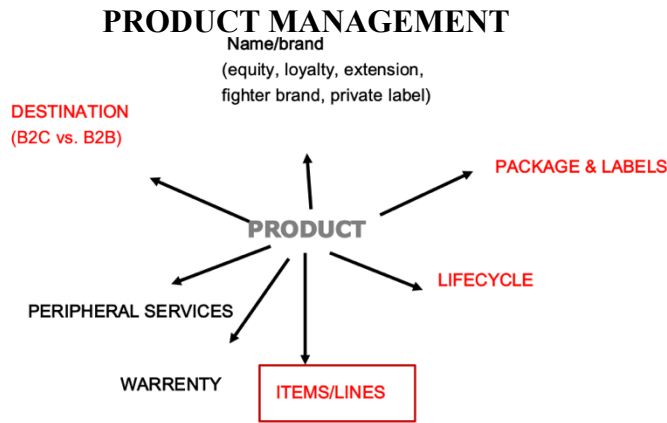 PRODUCT MANAGEMENT
Name/brand
(equity, loyalty, extension,
fighter brand, private label)
DESTINATION
(B2C vs. B2B)
PACKAGE & LABELS
PRODUCT
LIFECYCLE
PERIPHERAL SERVICES
WARRENTY
ITEMS/LINES